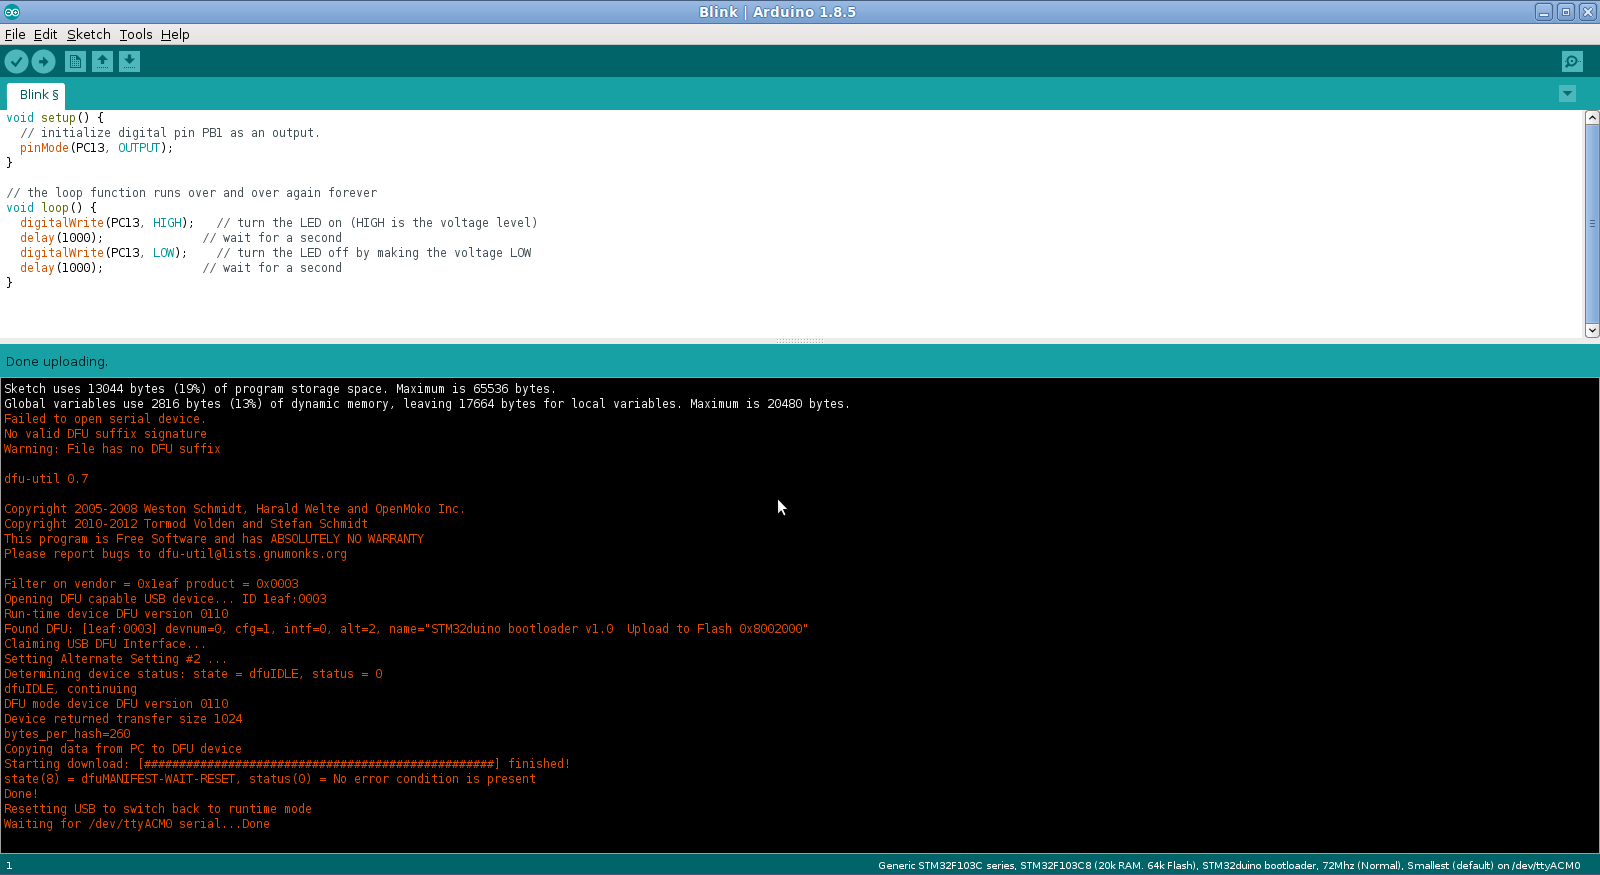 Blink | Arduino 1.8.5
File Edit Sketch Tools Help
Blink §
void setup() {
  // initialize digital pin PB1 as an output.
  pinMode(PC13, OUTPUT);
}

// the loop function runs over and over again forever
void loop() {
  digitalWrite(PC13, HIGH);   // turn the LED on (HIGH is the voltage level)
  delay(1000);              // wait for a second
  digitalWrite(PC13, LOW);    // turn the LED off by making the voltage LOW
  delay(1000);              // wait for a second
}
Done uploading.
Sketch uses 13044 bytes (19%) of program storage space. Maximum is 65536 bytes.
Global variables use 2816 bytes (13%) of dynamic memory, leaving 17664 bytes for local variables. Maximum is 20480 bytes.
Failed to open serial device.
No valid DFU suffix signature
Warning: File has no DFU suffix

dfu-util 0.7

Copyright 2005-2008 Weston Schmidt, Harald Welte and OpenMoko Inc.
Copyright 2010-2012 Tormod Volden and Stefan Schmidt
This program is Free Software and has ABSOLUTELY NO WARRANTY
Please report bugs to dfu-util@lists.gnumonks.org

Filter on vendor = 0x1eaf product = 0x0003
Opening DFU capable USB device... ID 1eaf:0003
Run-time device DFU version 0110
Found DFU: [1eaf:0003] devnum=0, cfg=1, intf=0, alt=2, name="STM32duino bootloader v1.0  Upload to Flash 0x8002000"
Claiming USB DFU Interface...
Setting Alternate Setting #2 ...
Determining device status: state = dfuIDLE, status = 0
dfuIDLE, continuing
DFU mode device DFU version 0110
Device returned transfer size 1024
bytes_per_hash=260
Copying data from PC to DFU device
Starting download: [##################################################] finished!
state(8) = dfuMANIFEST-WAIT-RESET, status(0) = No error condition is present
Done!
Resetting USB to switch back to runtime mode
Waiting for /dev/ttyACM0 serial...Done
1 Generic STM32F103C series, STM32F103C8 (20k RAM. 64k Flash), STM32duino bootloader, 72Mhz (Normal), Smallest (default) on /dev/ttyACM0